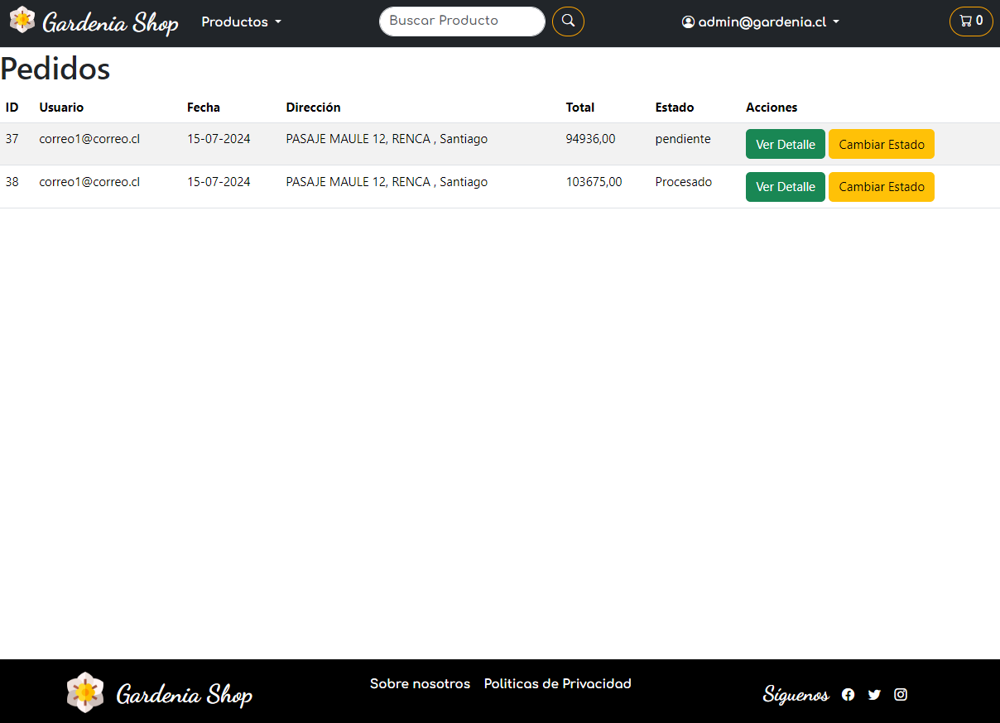 Gardenia Shop Productos Buscar Producto admin@gardenia.cl 0
Pedidos
ID Usuario Fecha Dirección Total Estado Acciones
37 correo1@correo.cl 15-07-2024 PASAJE MAULE 12, RENCA , Santiago 94936,00 pendiente Ver Detalle Cambiar Estado
38 correo1@correo.cl 15-07-2024 PASAJE MAULE 12, RENCA , Santiago 103675,00 Procesado Ver Detalle Cambiar Estado
Gardenia Shop Sobre nosotros Politicas de Privacidad Síguenos